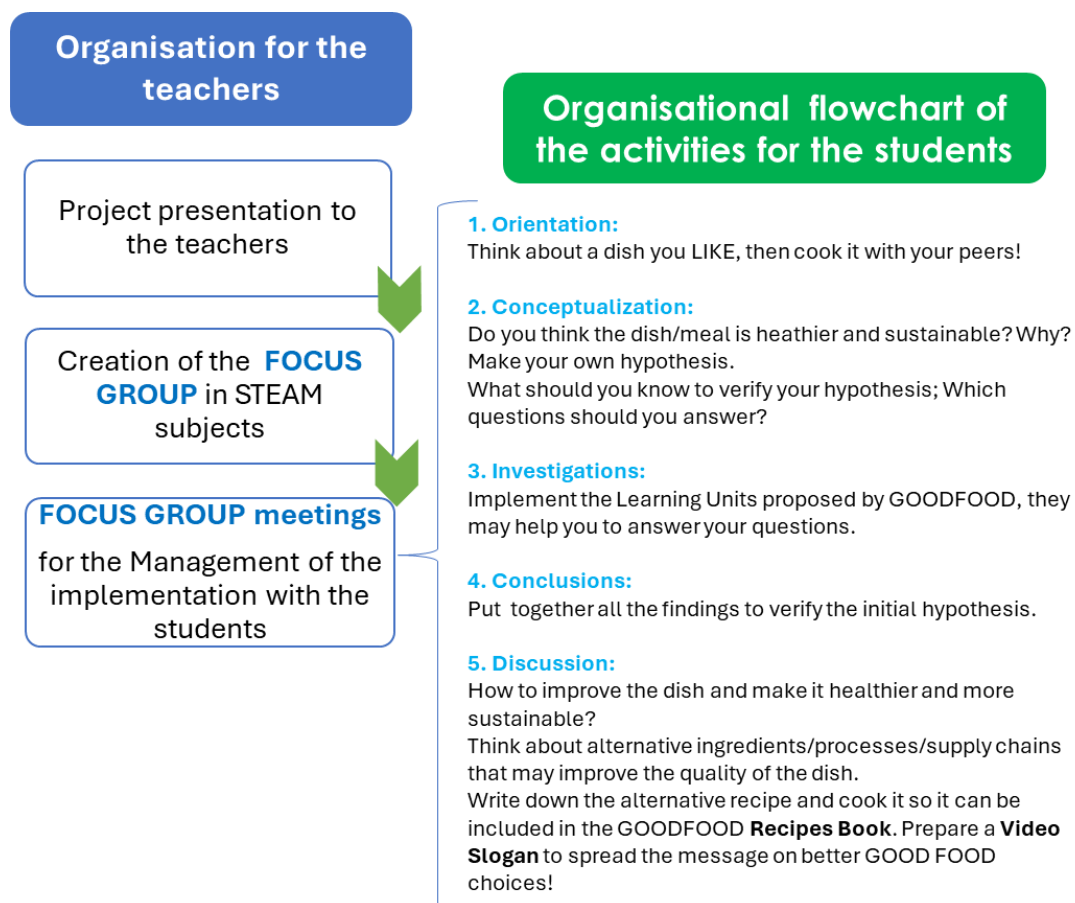 Organisation for the
teachers
Project presentation to
the teachers
Creation of the FOCUS
GROUP in STEAM
subjects
FOCUS GROUP meetings
for the Management of the
implementation with the
students
Organisational flowchart of
the activities for the students
1. Orientation:
Think about a dish you LIKE, then cook it with your peers!
2. Conceptualization:
Do you think the dish/meal is heathier and sustainable? Why?
Make your own hypothesis.
What should you know to verify your hypothesis; Which
questions should you answer?
3. Investigations:
Implement the Learning Units proposed by GOODFOOD, they
may help you to answer your questions.
4. Conclusions:
Put together all the findings to verify the initial hypothesis.
5. Discussion:
How to improve the dish and make it healthier and more
sustainable?
Think about alternative ingredients/processes/supply chains
that may improve the quality of the dish.
Write down the alternative recipe and cook it so it can be
included in the GOODFOOD Recipes Book. Prepare a Video
Slogan to spread the message on better GOOD FOOD
choices!